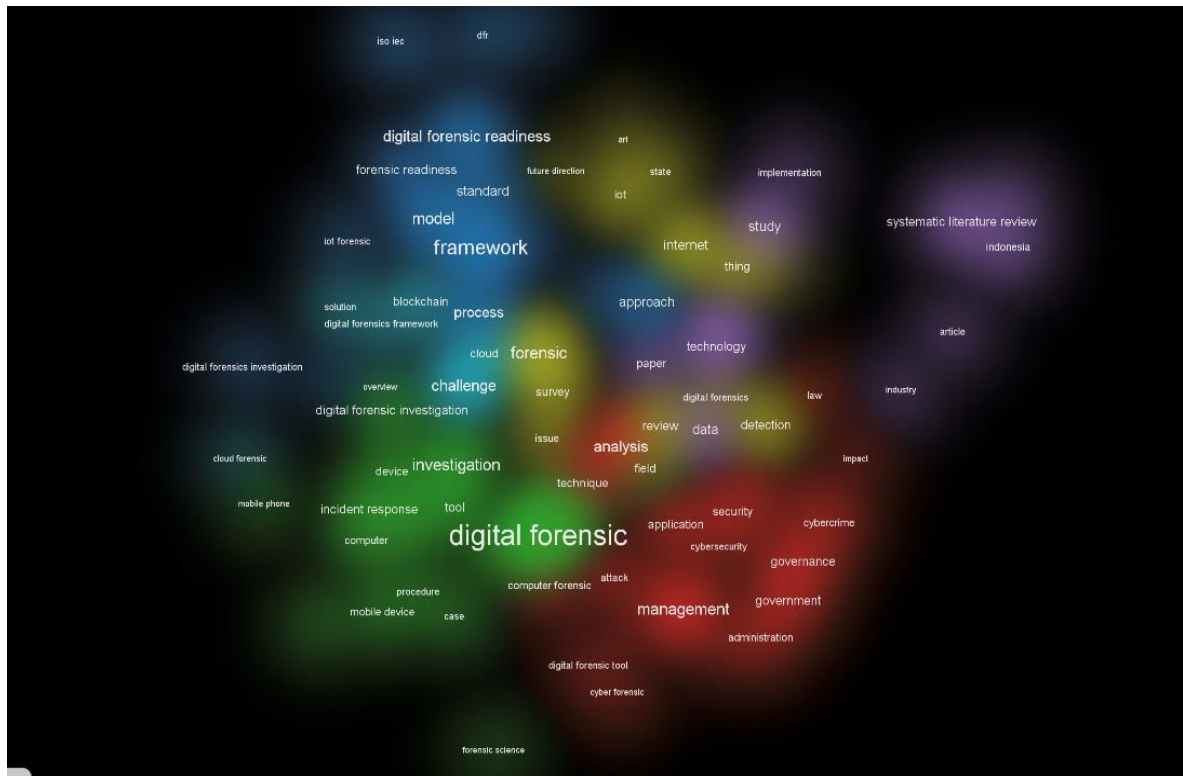 dfr
iso iec
digital forensic readiness
art
forensic readiness
future direction
state
implementation
standard
iot
model
systematic literature review
study
iot forensic
framework
internet
indonesia
thing
blockchain
approach
solution
process
digital forensics framework
article
technology
cloud
forensic
paper
digital forensics investigation
overview
challenge
survey
industry
digital forensics
law
digital forensic investigation
review
data
detection
issue
analysis
cloud forensic
investigation
field
impact
device
technique
mobile phone
incident response
tool
security
application
cybercrime
digital forensic
computer
cybersecurity
governance
attack
computer forensic
procedure
government
mobile device
case
management
administration
digital forensic tool
cyber forensic
forensic science